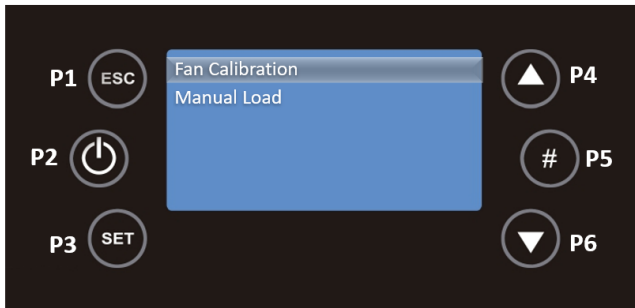 P1 ESC
P2
P3 SET
Fan Calibration
Manual Load
P4
# P5
P6